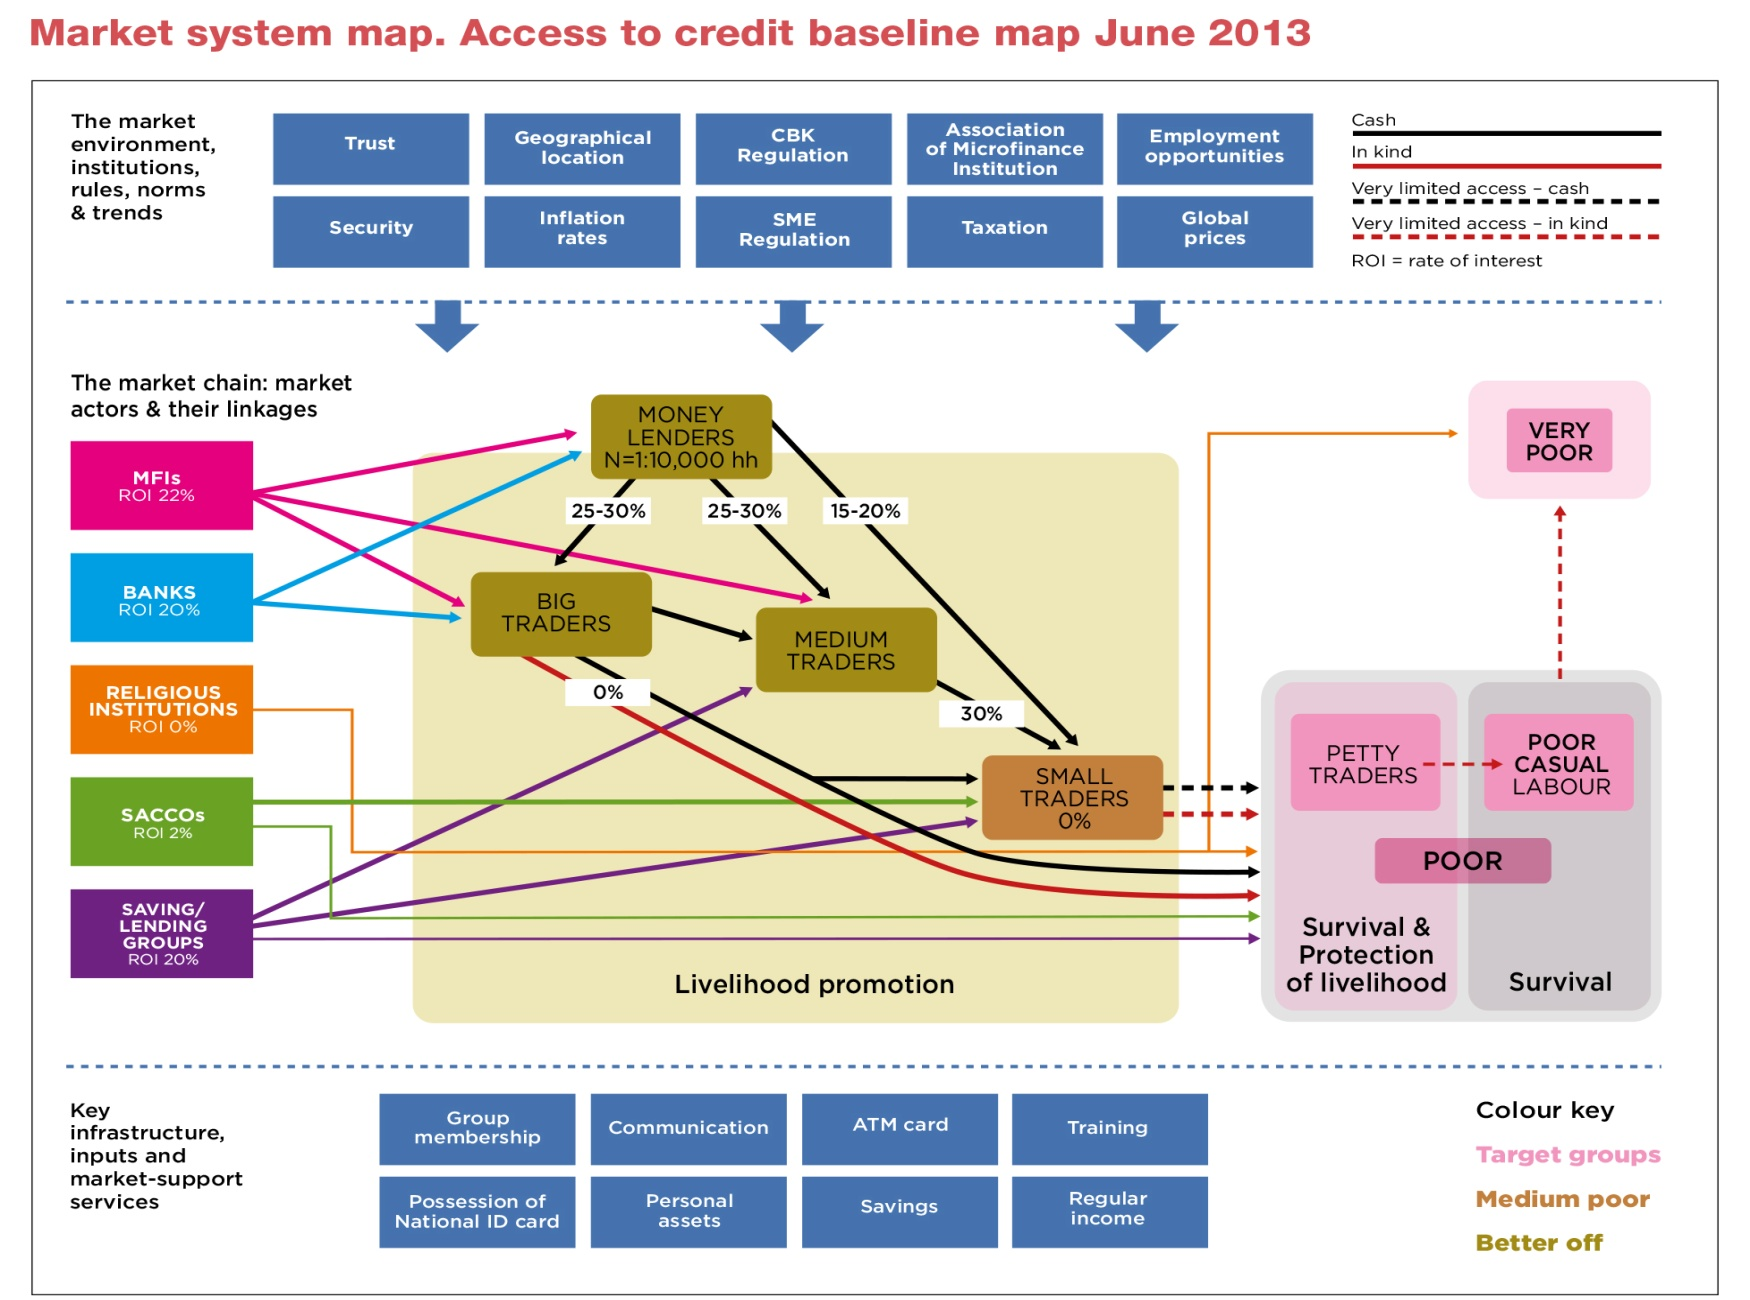 Market system map. Access to credit baseline map June 2013
The market
environment,
institutions,
rules, norms
& trends
Trust
Geographical
location
CBK
Regulation
Association
of Microfinance
Institution
Employment
opportunities
Security
Inflation
rates
SME
Regulation
Taxation
Global
prices
Cash
In kind
Very limited access – cash
Very limited access – in kind
ROI = rate of interest
The market chain: market
actors & their linkages
MFIs
ROI 22%
BANKS
ROI 20%
RELIGIOUS
INSTITUTIONS
ROI 0%
SACCOs
ROI 2%
SAVING/
LENDING
GROUPS
ROI 20%
MONEY
LENDERS
N=1:10,000 hh
25-30%
25-30%
15-20%
BIG
TRADERS
MEDIUM
TRADERS
0%
30%
SMALL
TRADERS
0%
Livelihood promotion
VERY
POOR
PETTY
TRADERS
POOR
CASUAL
LABOUR
POOR
Survival &
Protection
of livelihood
Survival
Key
infrastructure,
inputs and
market-support
services
Group
membership
Communication
ATM card
Training
Possession of
National ID card
Personal
assets
Savings
Regular
income
Colour key
Target groups
Medium poor
Better off